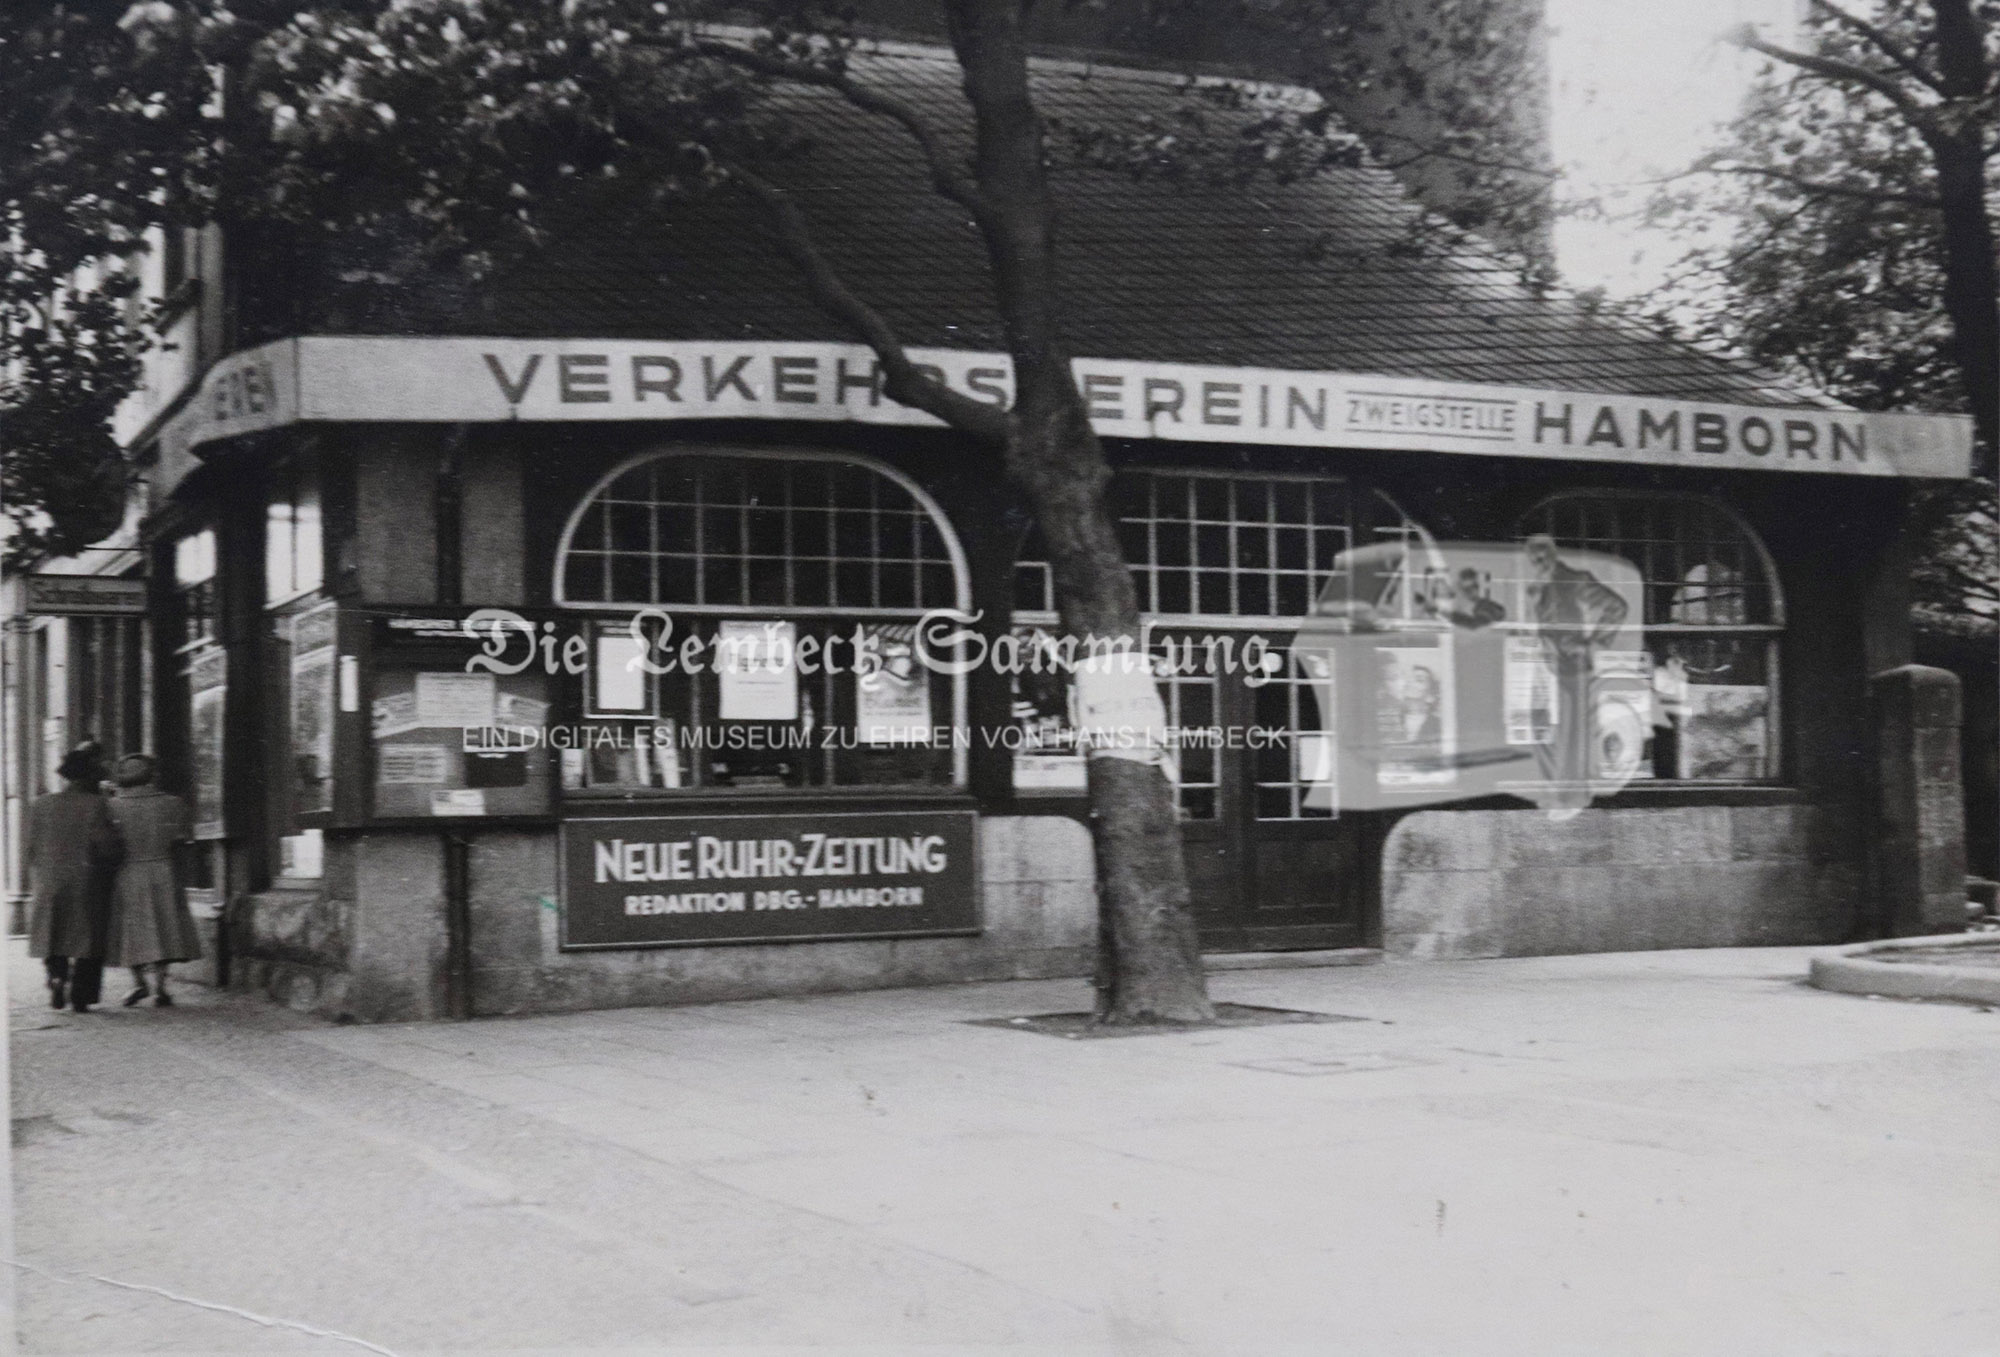 VERKEHRSVEREIN ZWEIGSTELLE HAMBORN
Die Lembeck-Sammlung
EIN DIGITALES MUSEUM ZU EHREN VON HANS LEMBECK
NEUE RUHR-ZEITUNG
REDAKTION DBG.-HAMBORN